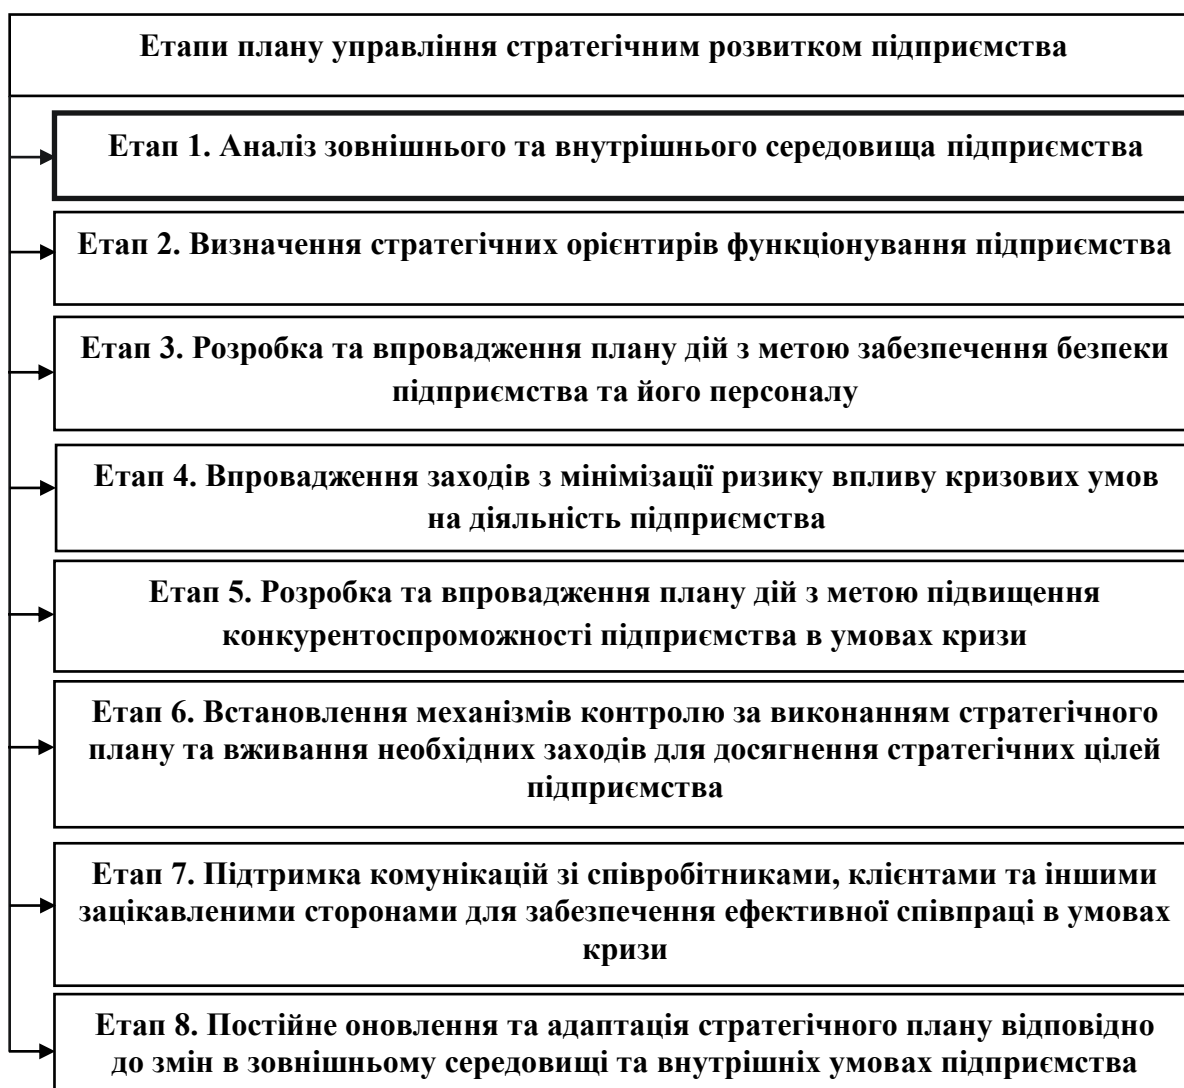 Етапи плану управління стратегічним розвитком підприємства
Етап 1. Аналіз зовнішнього та внутрішнього середовища підприємства
Етап 2. Визначення стратегічних орієнтирів функціонування підприємства
Етап 3. Розробка та впровадження плану дій з метою забезпечення безпеки
підприємства та його персоналу
Етап 4. Впровадження заходів з мінімізації ризику впливу кризових умов
на діяльність підприємства
Етап 5. Розробка та впровадження плану дій з метою підвищення
конкурентоспроможності підприємства в умовах кризи
Етап 6. Встановлення механізмів контролю за виконанням стратегічного
плану та вживання необхідних заходів для досягнення стратегічних цілей
підприємства
Етап 7. Підтримка комунікацій зі співробітниками, клієнтами та іншими
зацікавленими сторонами для забезпечення ефективної співпраці в умовах
кризи
Етап 8. Постійне оновлення та адаптація стратегічного плану відповідно
до змін в зовнішньому середовищі та внутрішніх умовах підприємства